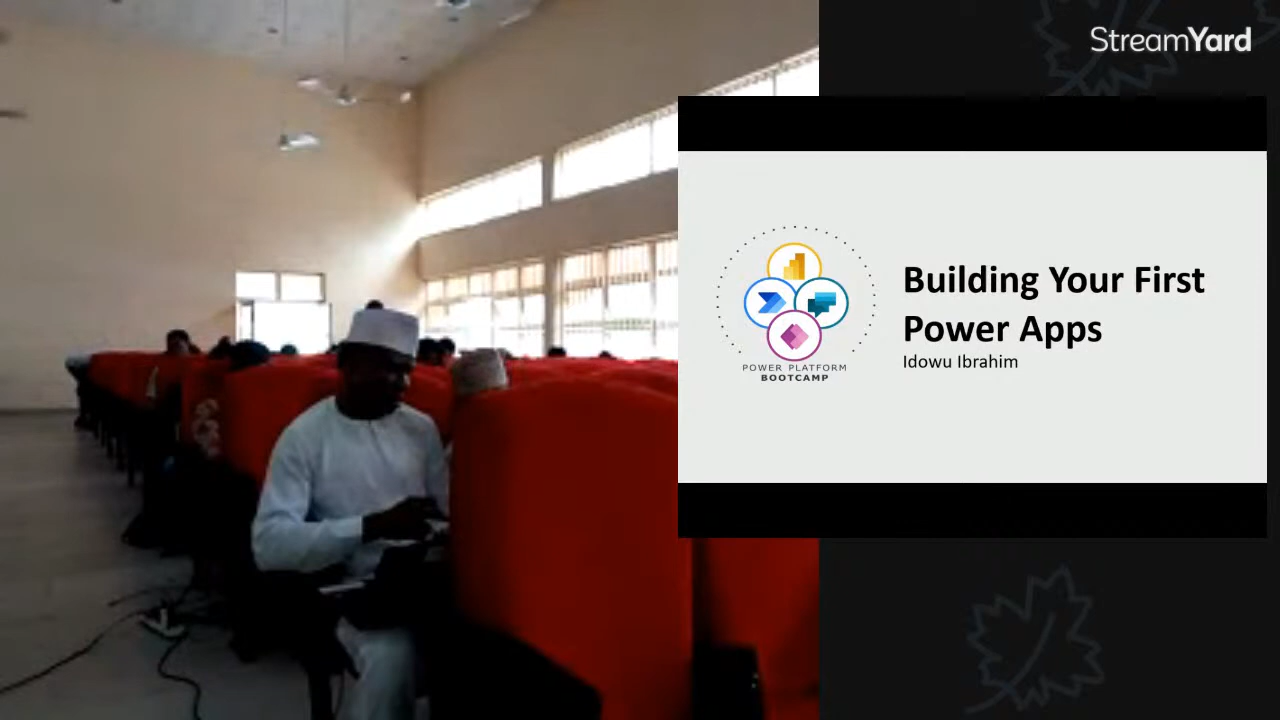 StreamYard
Building Your First
Power Apps
Idowu Ibrahim
POWER PLATFORM
BOOTCAMP